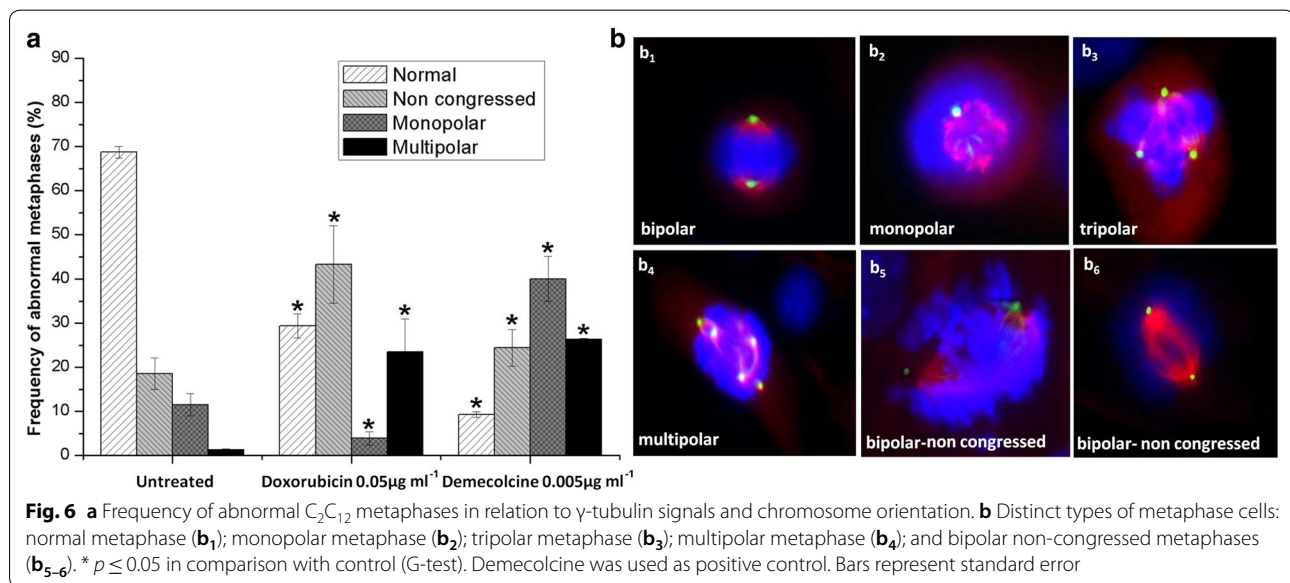 a
Frequency of abnormal metaphases (%)
90
80
70
60
50
40
30
20
10
0
Normal
Non congressed
Monopolar
Multipolar
* * * * * * * *
Untreated Doxorubicin 0.05µg ml⁻¹ Demecolcine 0.005µg ml⁻¹
b
b₁
bipolar
b₂
monopolar
b₃
tripolar
b₄
multipolar
b₅
bipolar-non congressed
b₆
bipolar- non congressed
Fig. 6 a Frequency of abnormal C₂C₁₂ metaphases in relation to γ-tubulin signals and chromosome orientation. b Distinct types of metaphase cells:
normal metaphase (b₁); monopolar metaphase (b₂); tripolar metaphase (b₃); multipolar metaphase (b₄); and bipolar non-congressed metaphases
(b₅₋₆). * p ≤ 0.05 in comparison with control (G-test). Demecolcine was used as positive control. Bars represent standard error